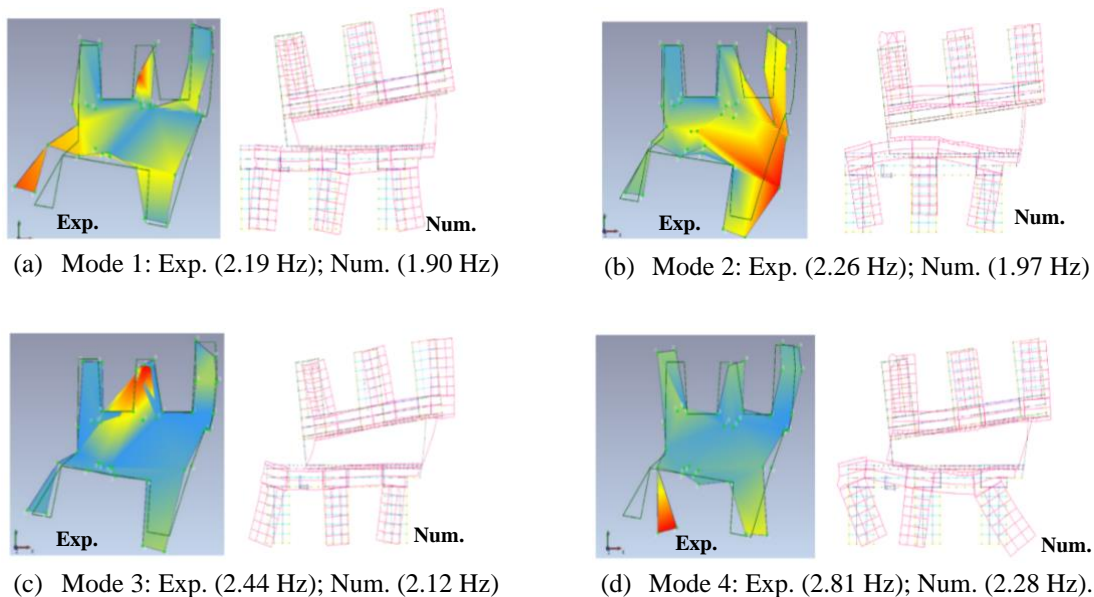 Exp.
Num.
Exp.
Num.
(a) Mode 1: Exp. (2.19 Hz); Num. (1.90 Hz)
(b) Mode 2: Exp. (2.26 Hz); Num. (1.97 Hz)
Exp.
Num.
Exp.
Num.
(c) Mode 3: Exp. (2.44 Hz); Num. (2.12 Hz)
(d) Mode 4: Exp. (2.81 Hz); Num. (2.28 Hz).